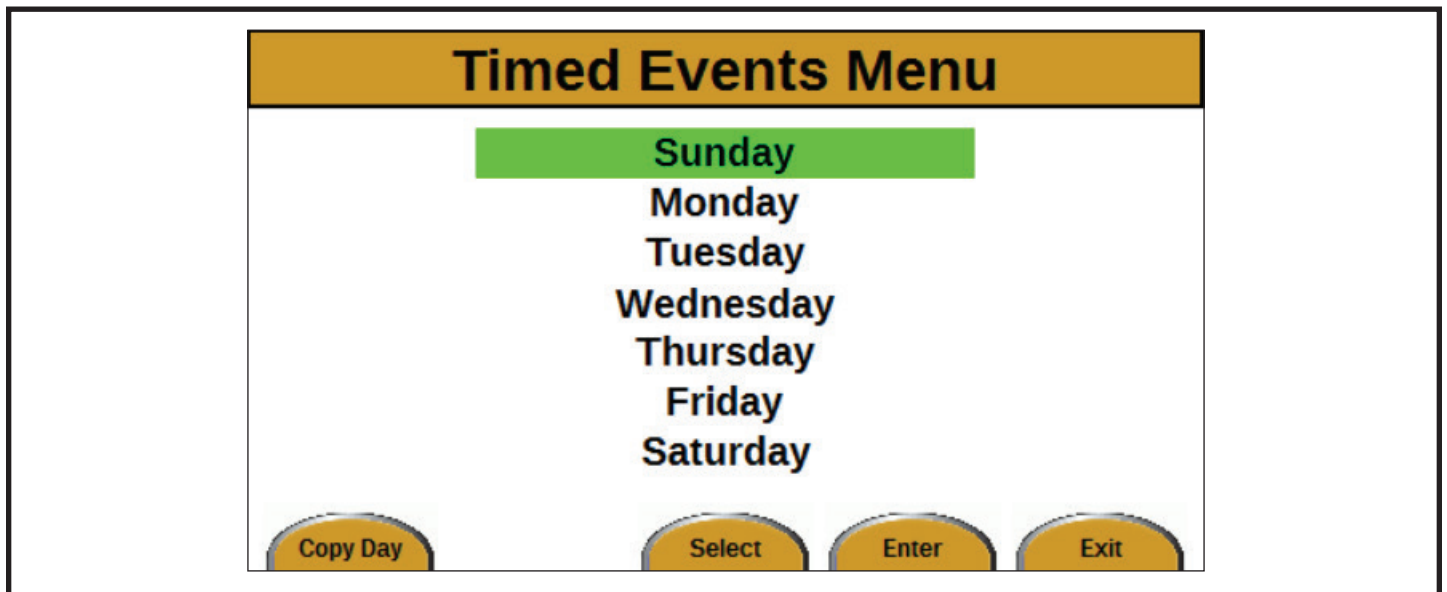 Timed Events Menu
Sunday
Monday
Tuesday
Wednesday
Thursday
Friday
Saturday
Copy Day Select Enter Exit